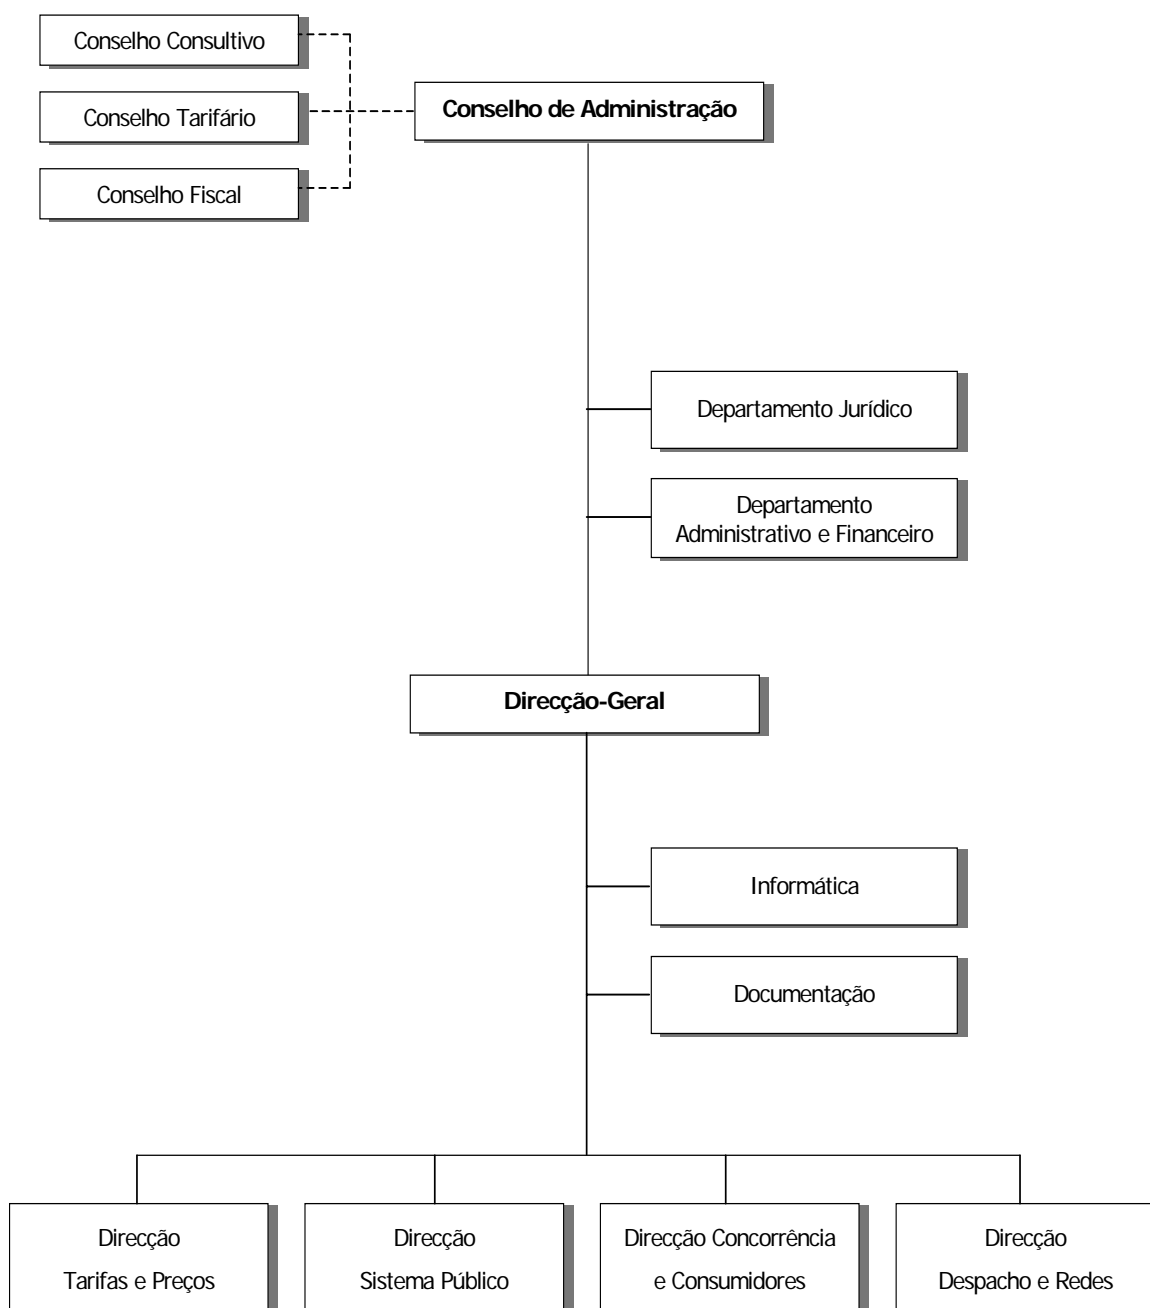 Conselho Consultivo
Conselho de Administração
Conselho Tarifário
Conselho Fiscal
Departamento Jurídico
Departamento
Administrativo e Financeiro
Direcção-Geral
Informática
Documentação
Direcção
Tarifas e Preços
Direcção
Sistema Público
Direcção Concorrência
e Consumidores
Direcção
Despacho e Redes